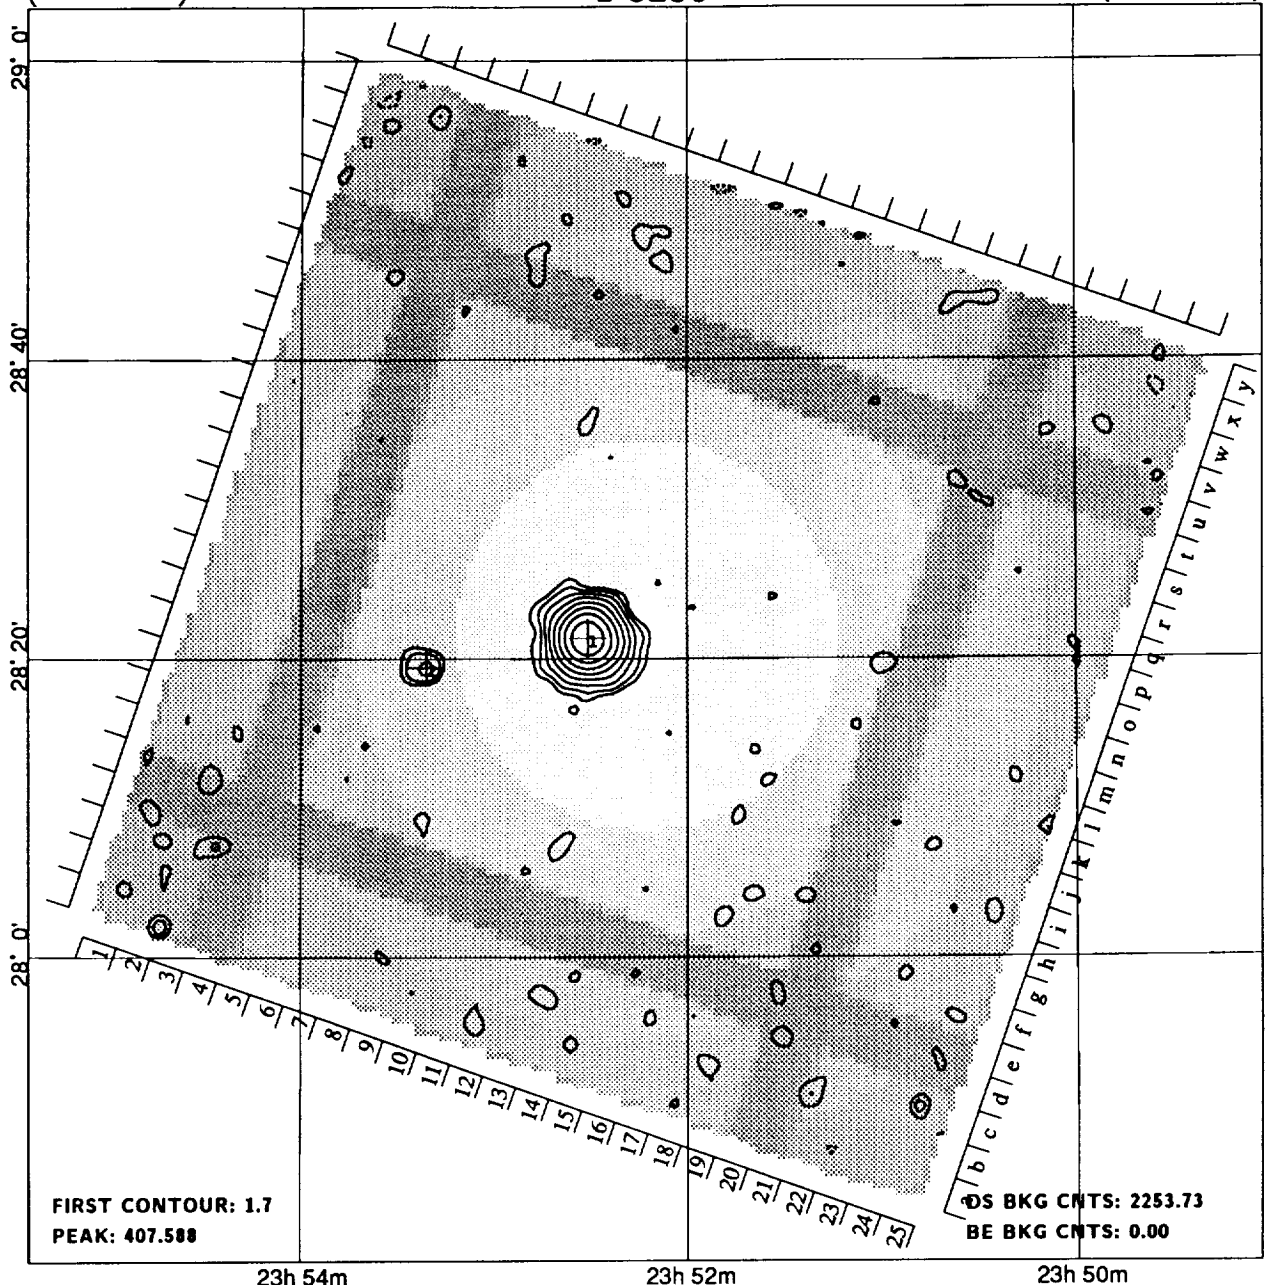 29° 0'
28° 40'
28° 20'
28° 0'
1
1 2 3 4 5 6 7 8 9 10 11 12 13 14 15 16 17 18 19 20 21 22 23 24 25
a b c d e f g h i j k l m n o p q r s t u v w x y
FIRST CONTOUR: 1.7
PEAK: 407.588
DS BKG CNTS: 2253.73
BE BKG CNTS: 0.00
23h 54m
23h 52m
23h 50m